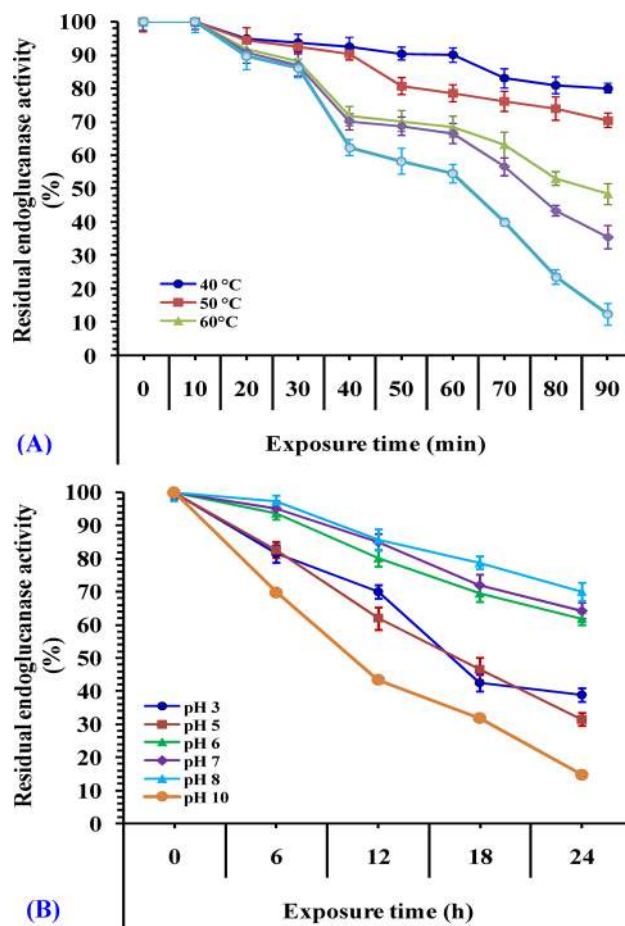 Residual endoglucanase activity
(%)
100
90
80
70
60
50
40
30
20
10
0
40 °C
50 °C
60°C
0 10 20 30 40 50 60 70 80 90
(A)
Exposure time (min)
Residual endoglucanase activity
(%)
100
90
80
70
60
50
40
30
20
10
0
pH 3
pH 5
pH 6
pH 7
pH 8
pH 10
0 6 12 18 24
(B)
Exposure time (h)